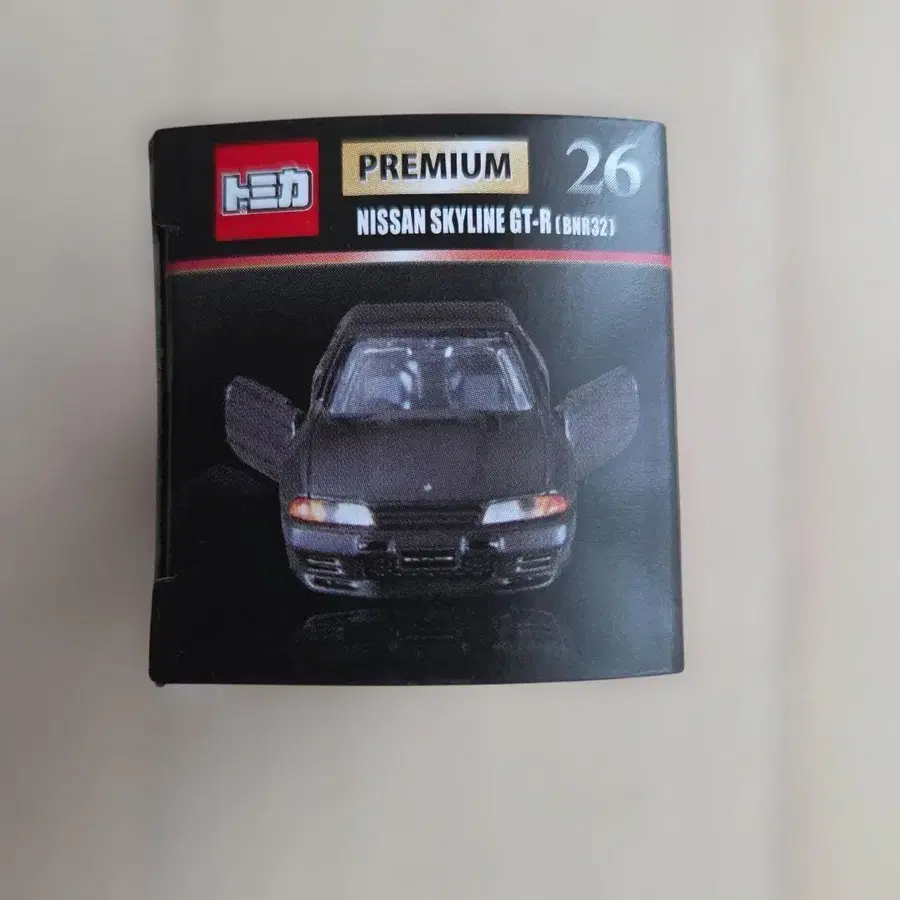 トミカ
PREMIUM
26
NISSAN SKYLINE GT-R (BNR32)